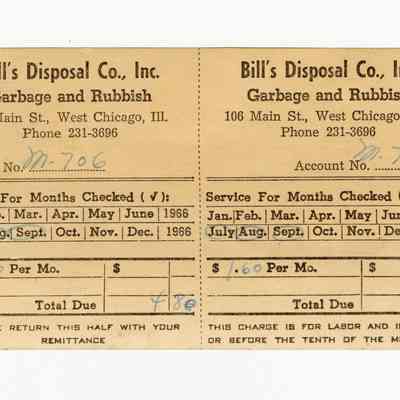 l's Disposal Co., Inc.
Garbage and Rubbish
Main St., West Chicago, Ill.
Phone 231-3696
No. M-706
For Months Checked (√):
Mar. Apr. May June 1966
Sept. Oct. Nov. Dec. 1966
Per Mo. $
Total Due 4 80
RETURN THIS HALF WITH YOUR
REMITTANCE
Bill's Disposal Co., In
Garbage and Rubbish
106 Main St., West Chicago,
Phone 231-3696
Account No. M-7
Service For Months Checked (
Jan. Feb. Mar. Apr. May June
July Aug. Sept. Oct. Nov. Dec.
$ 1.60 Per Mo. $
Total Due
THIS CHARGE IS FOR LABOR AND
OR BEFORE THE TENTH OF THE M